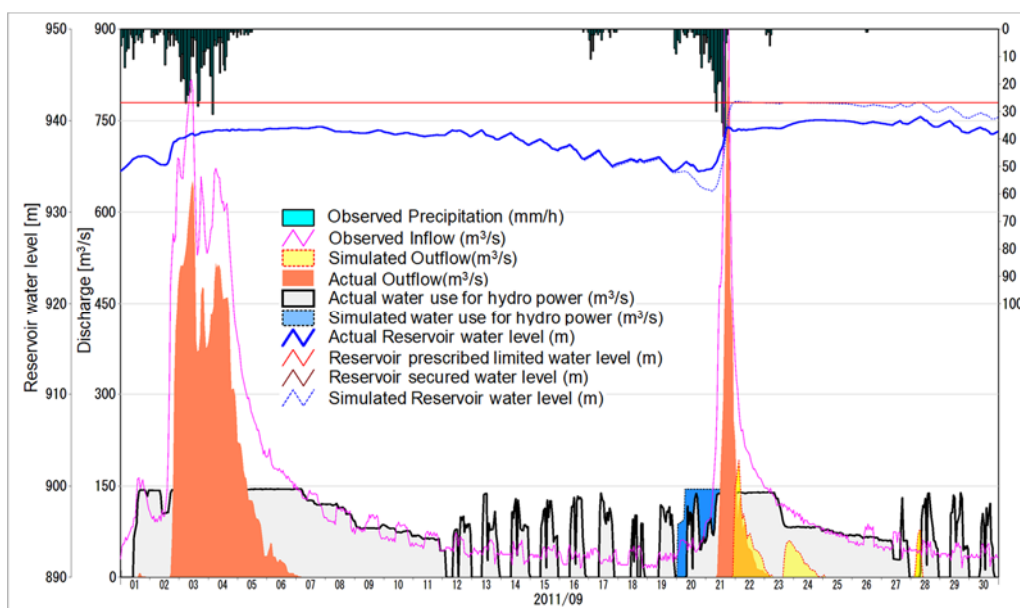 Reservoir water level [m]
950
940
930
920
910
900
890
Discharge [m³/s]
900
750
600
450
300
150
0
0
10
20
30
40
50
60
70
80
90
100
Observed Precipitation (mm/h)
Observed Inflow (m³/s)
Simulated Outflow(m³/s)
Actual Outflow(m³/s)
Actual water use for hydro power (m³/s)
Simulated water use for hydro power (m³/s)
Actual Reservoir water level (m)
Reservoir prescribed limited water level (m)
Reservoir secured water level (m)
Simulated Reservoir water level (m)
01 02 03 04 05 06 07 08 09 10 11 12 13 14 15 16 17 18 19 20 21 22 23 24 25 26 27 28 29 30
2011/09